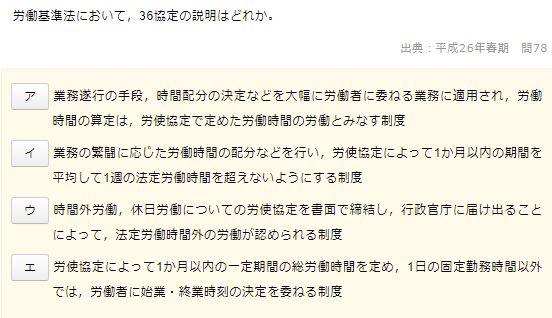 労働基準法において，36協定の説明はどれか。
出典：平成26年春期　問78
ア
業務遂行の手段，時間配分の決定などを大幅に労働者に委ねる業務に適用され，労働
時間の算定は，労使協定で定めた労働時間の労働とみなす制度
イ
業務の繁閑に応じた労働時間の配分などを行い，労使協定によって1か月以内の期間を
平均して1週の法定労働時間を超えないようにする制度
ウ
時間外労働，休日労働についての労使協定を書面で締結し，行政官庁に届け出ること
によって，法定労働時間外の労働が認められる制度
エ
労使協定によって1か月以内の一定期間の総労働時間を定め，1日の固定勤務時間以外
では，労働者に始業・終業時刻の決定を委ねる制度